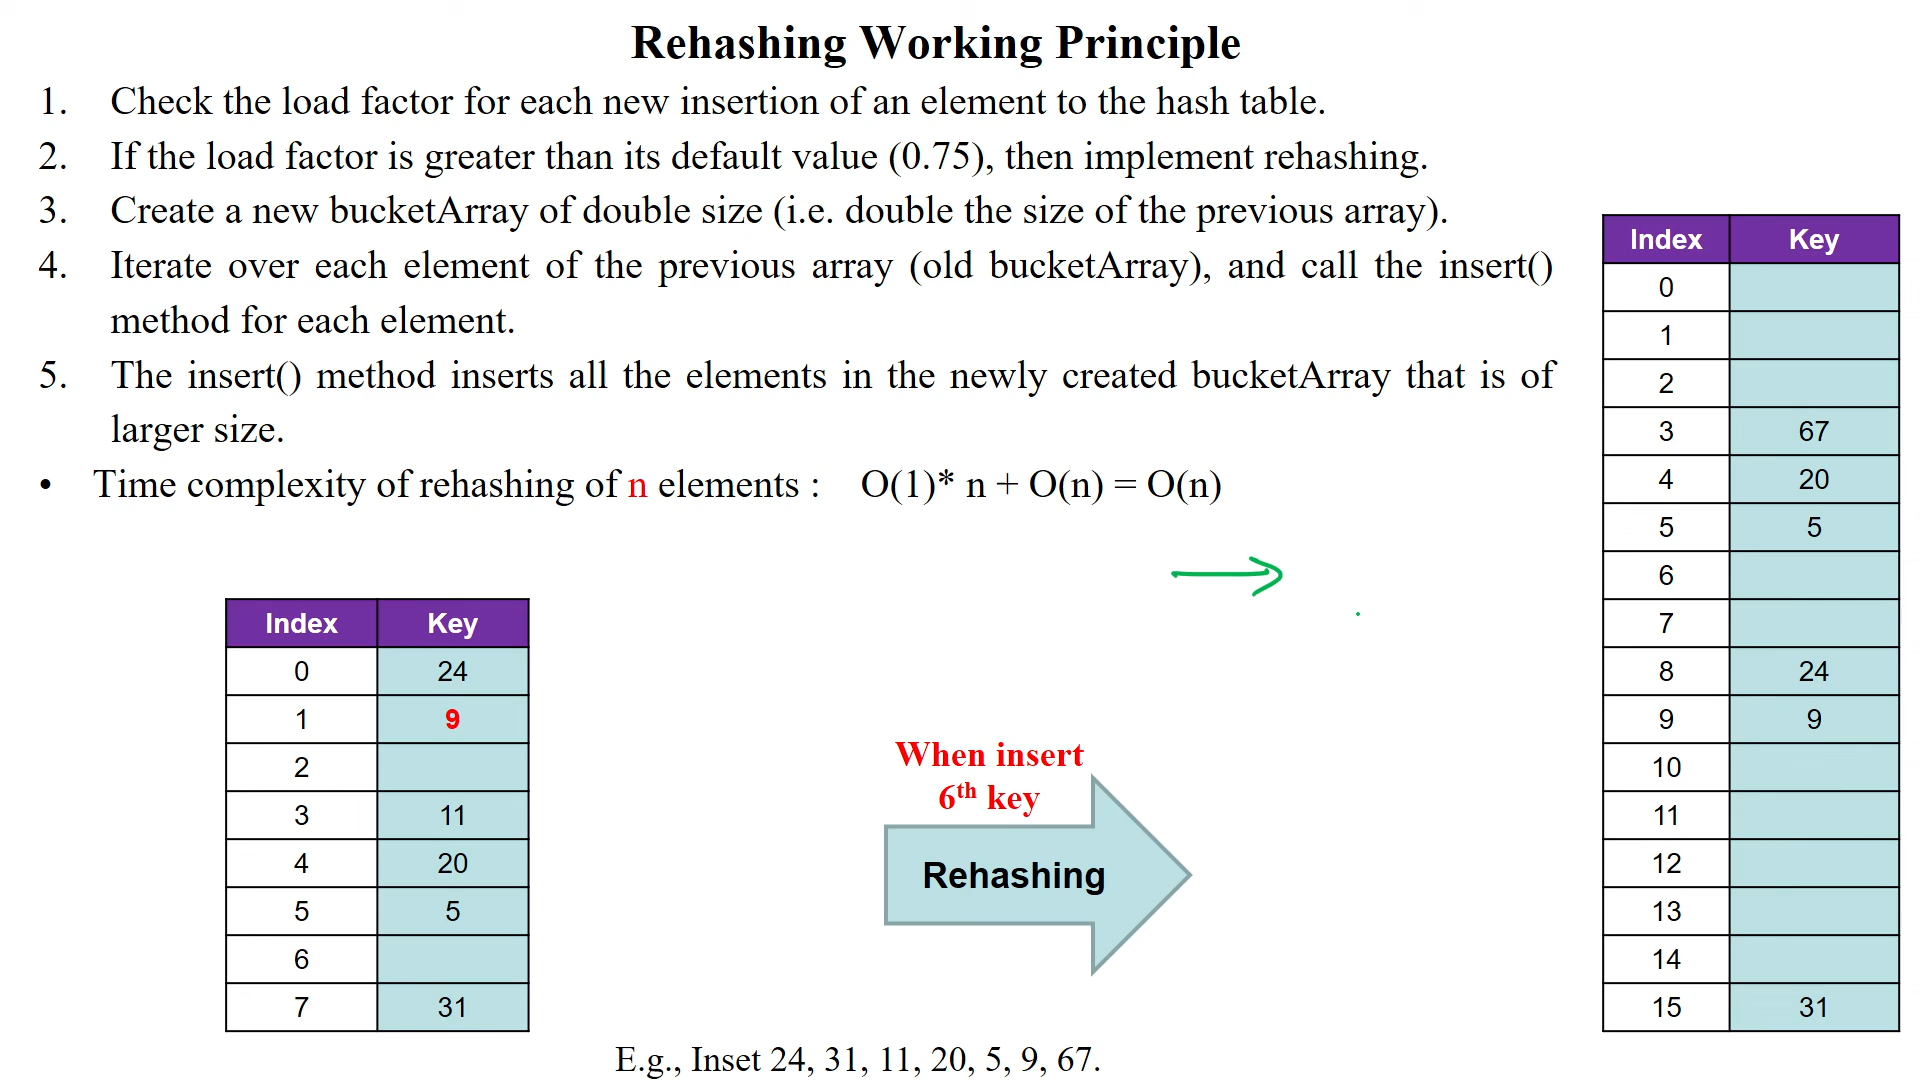 Rehashing Working Principle
1. Check the load factor for each new insertion of an element to the hash table.
2. If the load factor is greater than its default value (0.75), then implement rehashing.
3. Create a new bucketArray of double size (i.e. double the size of the previous array).
4. Iterate over each element of the previous array (old bucketArray), and call the insert()
method for each element.
5. The insert() method inserts all the elements in the newly created bucketArray that is of
larger size.
• Time complexity of rehashing of n elements : O(1)* n + O(n) = O(n)
Index Key
0 24
1 9
2
3 11
4 20
5 5
6
7 31
When insert
6th key
Rehashing
Index Key
0
1
2
3 67
4 20
5 5
6
7
8 24
9 9
10
11
12
13
14
15 31
E.g., Inset 24, 31, 11, 20, 5, 9, 67.